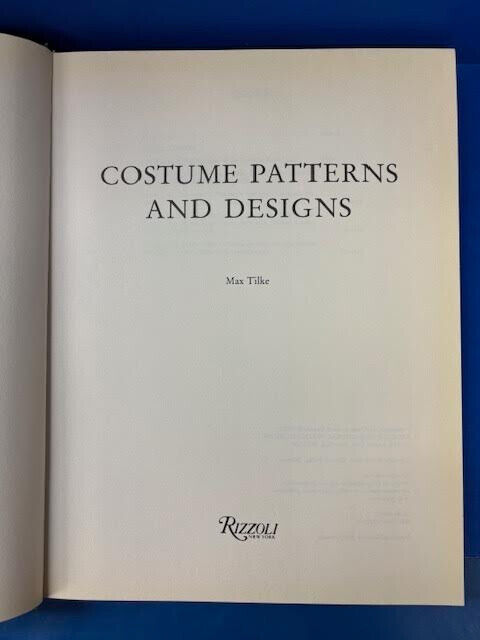 COSTUME PATTERNS
AND DESIGNS
Max Tilke
RIZZOLI
NEW YORK